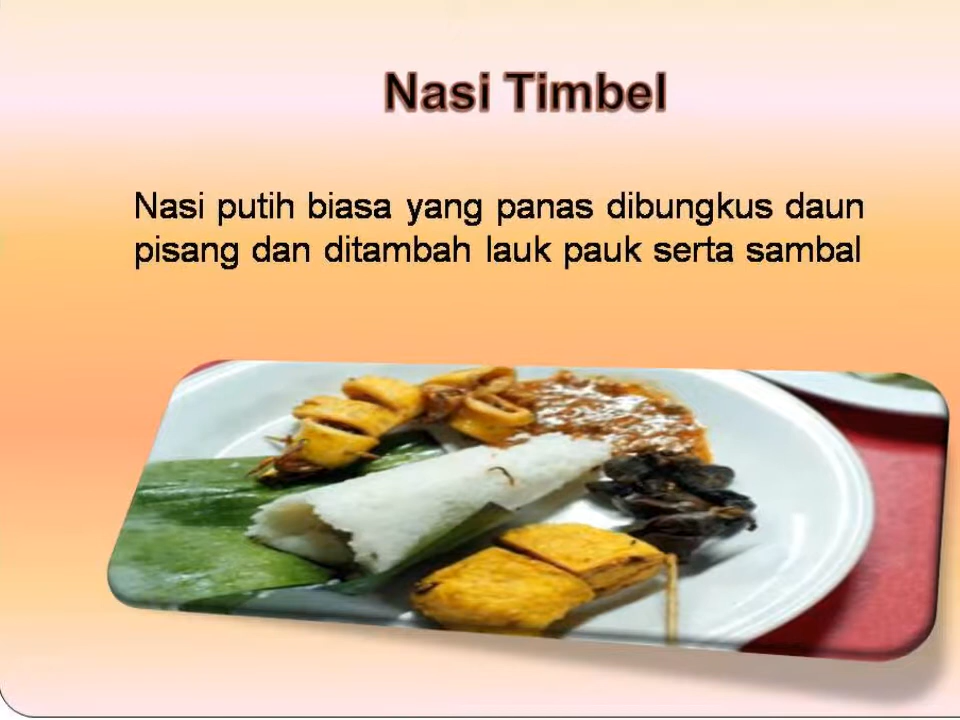 Nasi Timbel
Nasi putih biasa yang panas dibungkus daun
pisang dan ditambah lauk pauk serta sambal